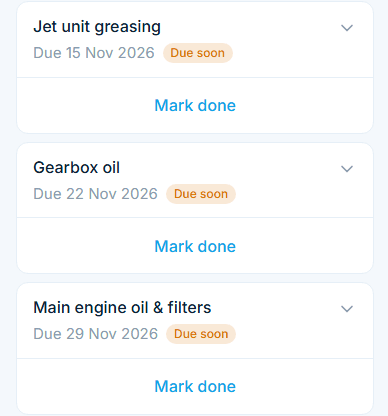 Jet unit greasing
Due 15 Nov 2026 Due soon
Mark done
Gearbox oil
Due 22 Nov 2026 Due soon
Mark done
Main engine oil & filters
Due 29 Nov 2026 Due soon
Mark done